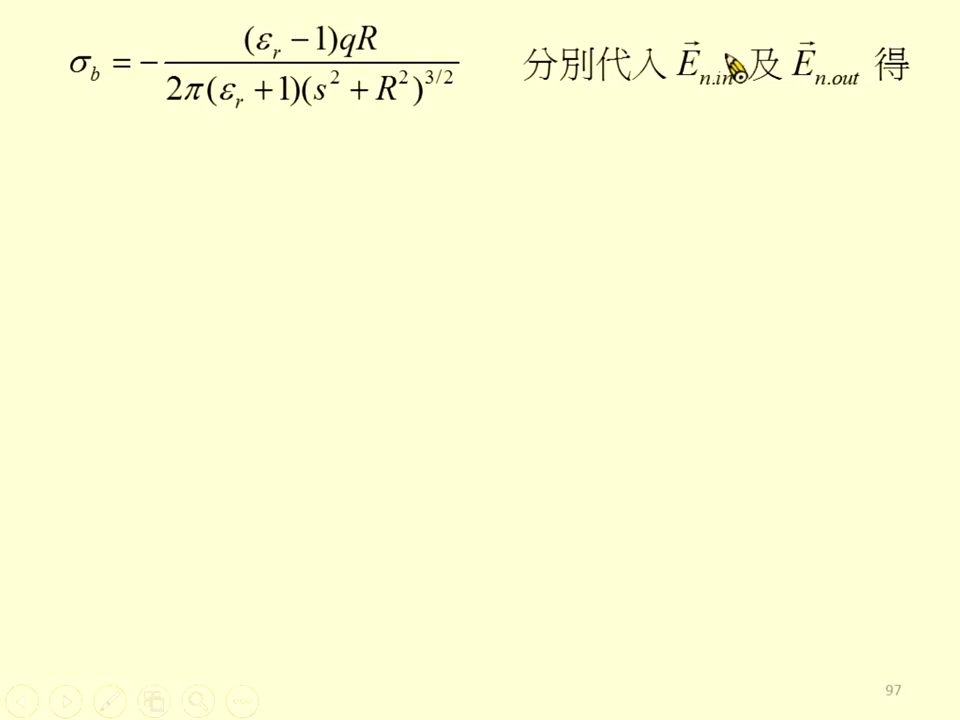 σ_b = − (ε_r − 1)qR / 2π(ε_r + 1)(s² + R²)^{3/2} 分別代入 E⃗_{n.in} 及 E⃗_{n.out} 得
97